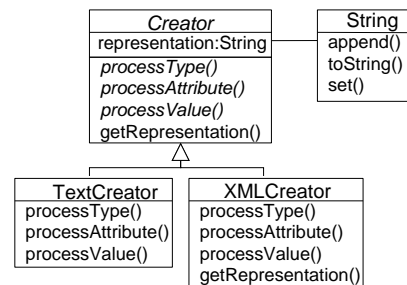 Creator
representation:String
processType()
processAttribute()
processValue()
getRepresentation()
String
append()
toString()
set()
TextCreator
processType()
processAttribute()
processValue()
XMLCreator
processType()
processAttribute()
processValue()
getRepresentation()